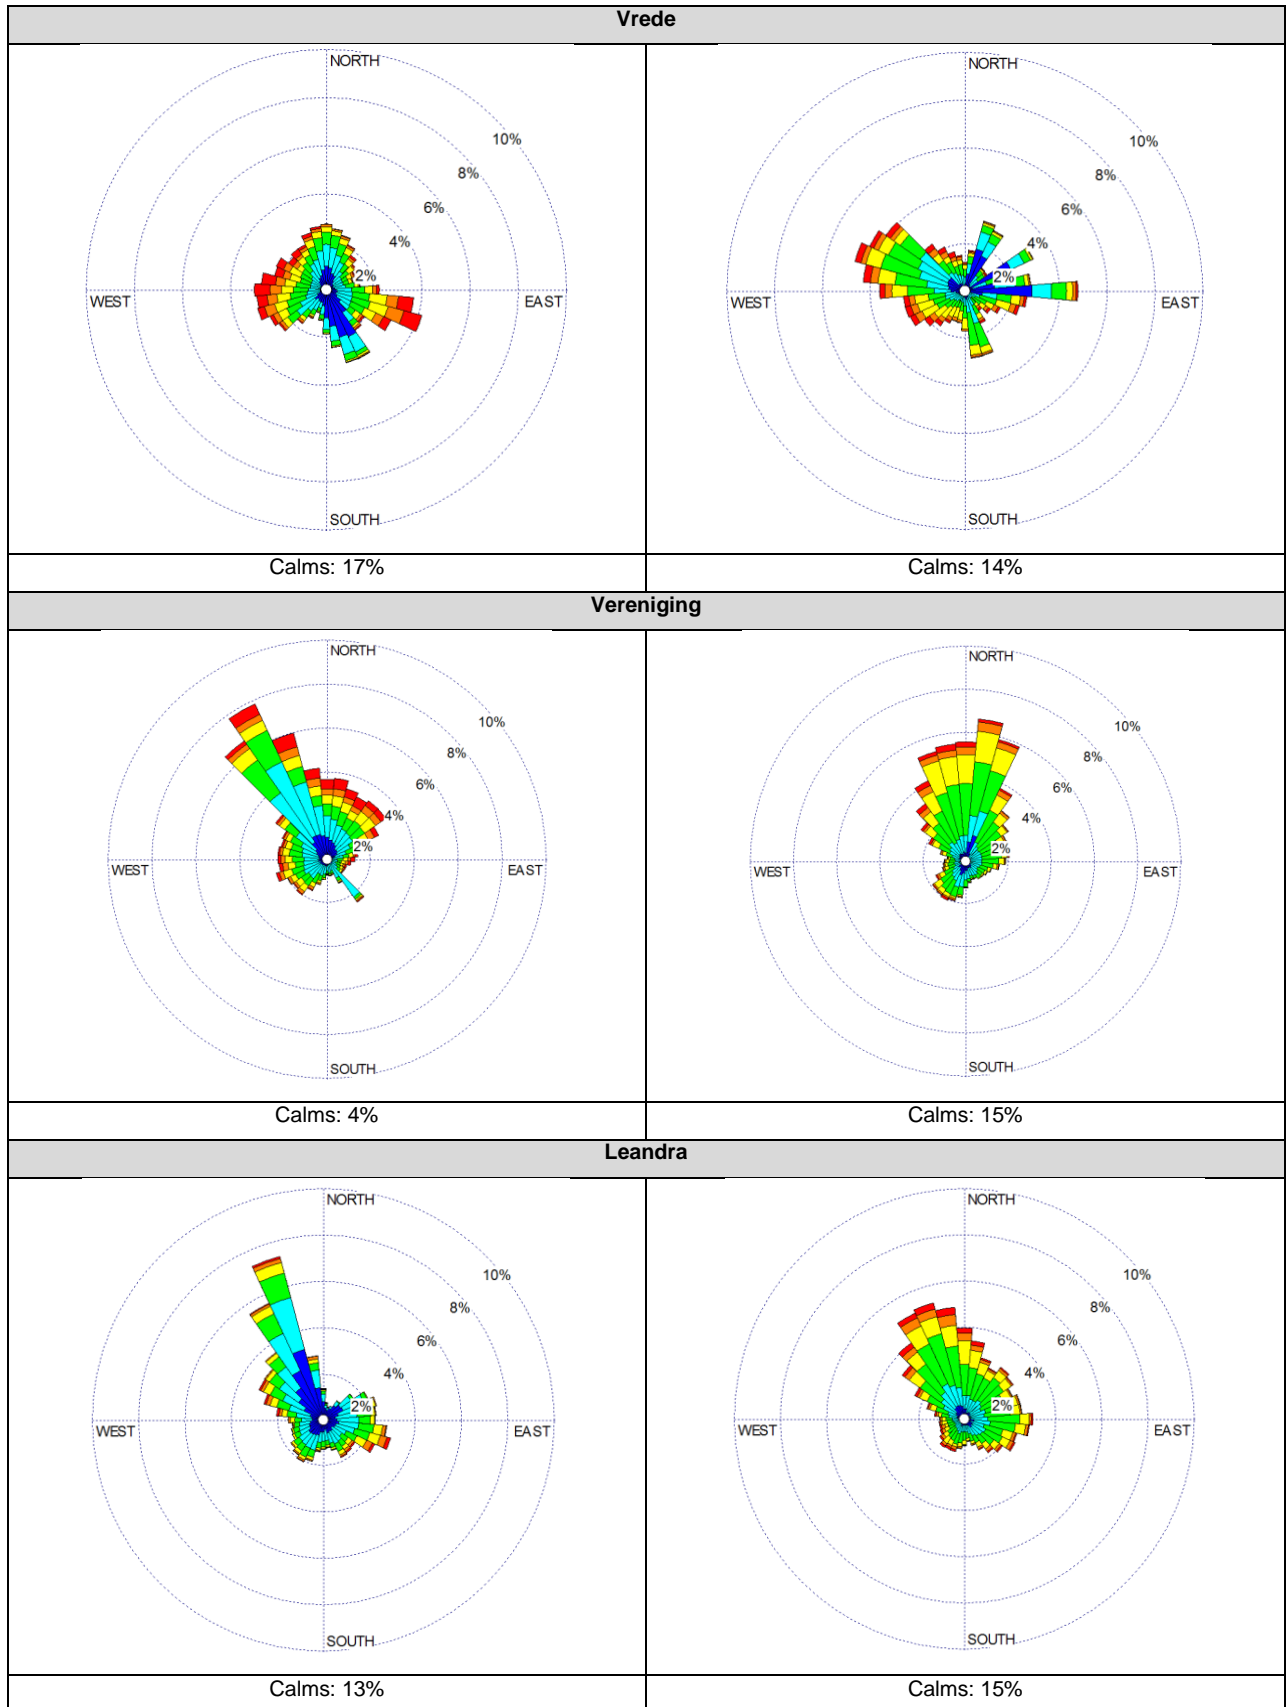 Vrede
NORTH
10%
8%
6%
4%
2%
WEST
EAST
SOUTH
NORTH
10%
8%
6%
4%
2%
WEST
EAST
SOUTH
Calms: 17%
Calms: 14%
Vereniging
NORTH
10%
8%
6%
4%
2%
WEST
EAST
SOUTH
NORTH
10%
8%
6%
4%
2%
WEST
EAST
SOUTH
Calms: 4%
Calms: 15%
Leandra
NORTH
10%
8%
6%
4%
2%
WEST
EAST
SOUTH
NORTH
10%
8%
6%
4%
2%
WEST
EAST
SOUTH
Calms: 13%
Calms: 15%